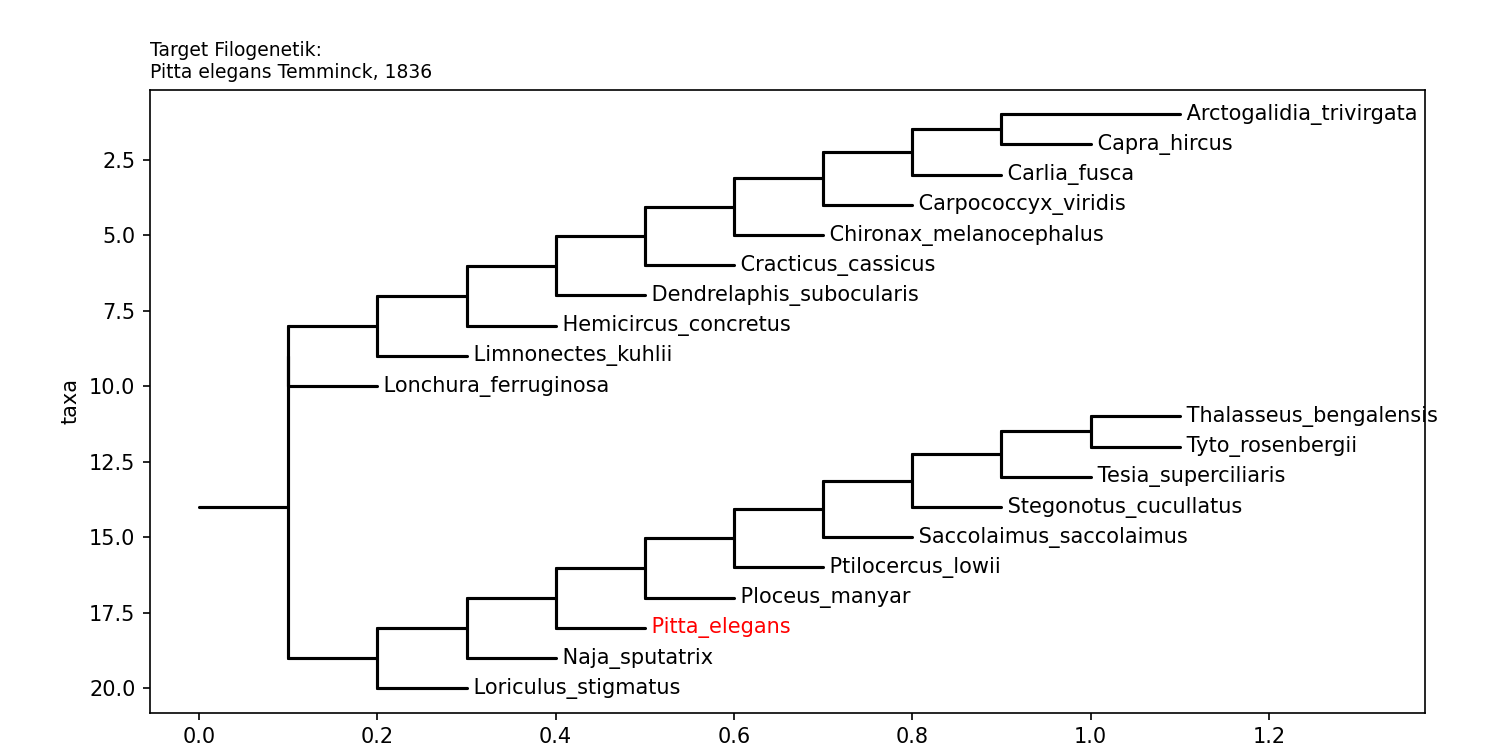 Target Filogenetik:
Pitta elegans Temminck, 1836
Arctogalidia_trivirgata
Capra_hircus
2.5
Carlia_fusca
Carpococcyx_viridis
5.0
Chironax_melanocephalus
Cracticus_cassicus
Dendrelaphis_subocularis
7.5
Hemicircus_concretus
Limnonectes_kuhlii
10.0
Lonchura_ferruginosa
taxa
Thalasseus_bengalensis
Tyto_rosenbergii
12.5
Tesia_superciliaris
Stegonotus_cucullatus
15.0
Saccolaimus_saccolaimus
Ptilocercus_lowii
Ploceus_manyar
17.5
Pitta_elegans
Naja_sputatrix
20.0
Loriculus_stigmatus
0.0 0.2 0.4 0.6 0.8 1.0 1.2